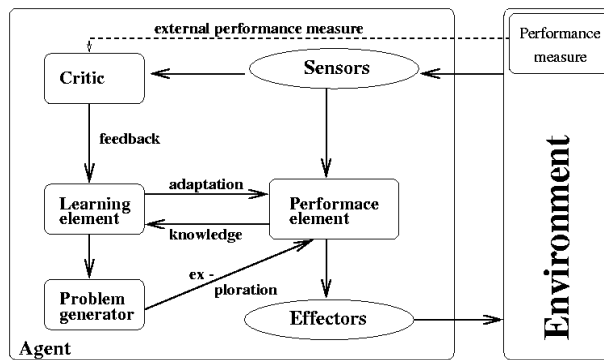 external performance measure
Performance
measure
Critic
Sensors
feedback
Learning
element
adaptation
Performace
element
knowledge
ex -
ploration
Problem
generator
Effectors
Agent
Environment